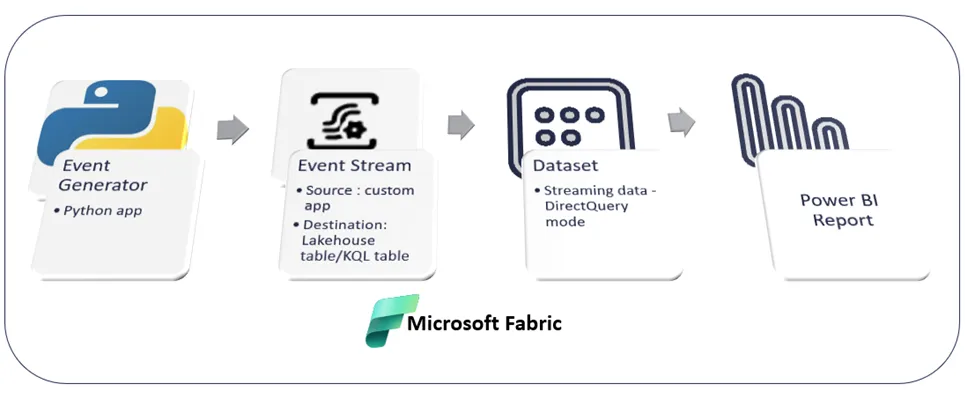 Event
Generator
• Python app
Event Stream
• Source : custom
app
• Destination:
Lakehouse
table/KQL table
Dataset
• Streaming data -
DirectQuery
mode
Power BI
Report
Microsoft Fabric